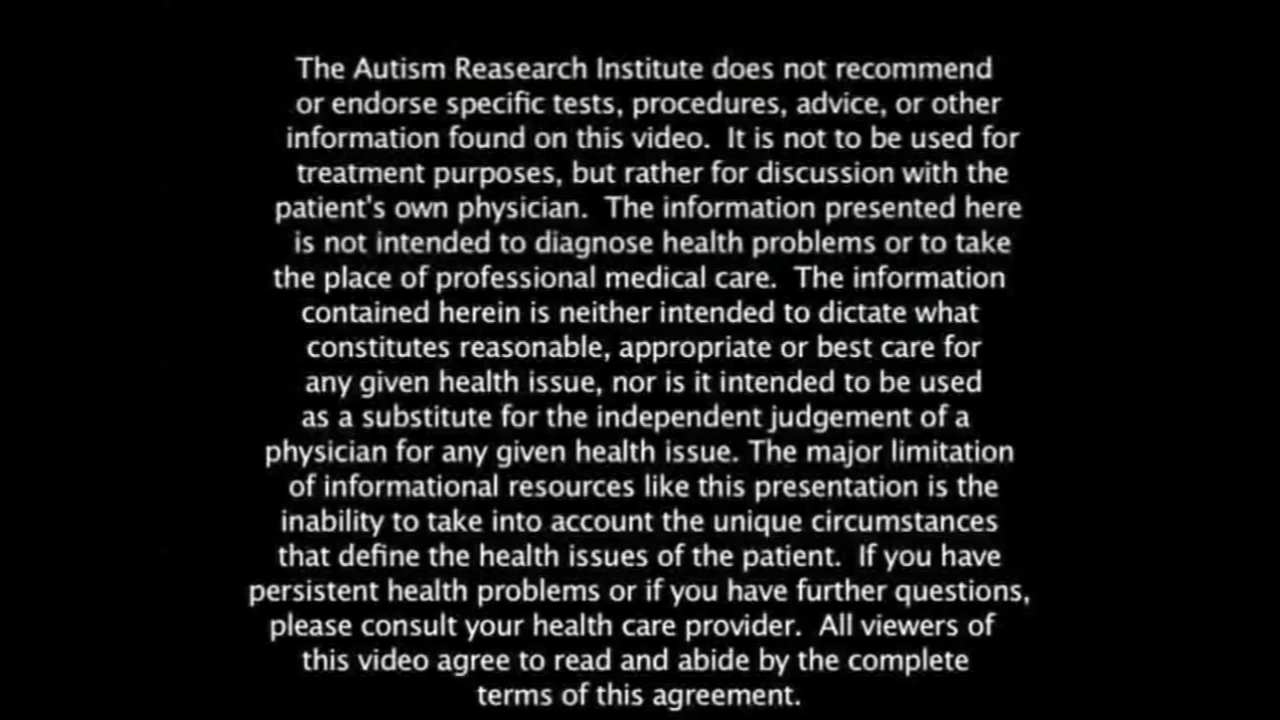 The Autism Reasearch Institute does not recommend
or endorse specific tests, procedures, advice, or other
information found on this video. It is not to be used for
treatment purposes, but rather for discussion with the
patient's own physician. The information presented here
is not intended to diagnose health problems or to take
the place of professional medical care. The information
contained herein is neither intended to dictate what
constitutes reasonable, appropriate or best care for
any given health issue, nor is it intended to be used
as a substitute for the independent judgement of a
physician for any given health issue. The major limitation
of informational resources like this presentation is the
inability to take into account the unique circumstances
that define the health issues of the patient. If you have
persistent health problems or if you have further questions,
please consult your health care provider. All viewers of
this video agree to read and abide by the complete
terms of this agreement.